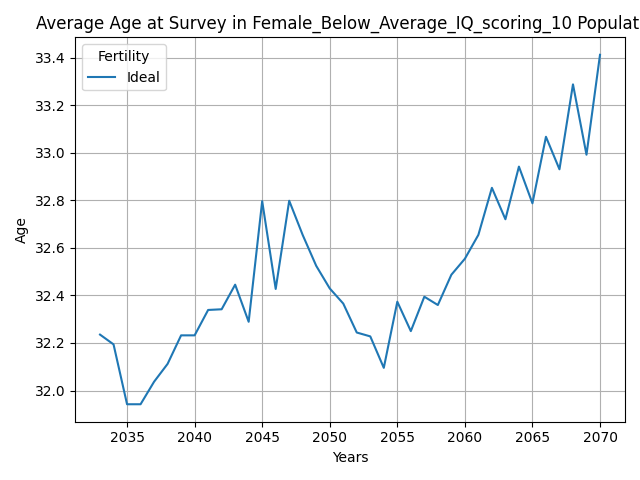 Average Age at Survey in Female_Below_Average_IQ_scoring_10 Populat
Fertility
Ideal
33.4
33.2
33.0
32.8
32.6
32.4
32.2
32.0
Age
2035 2040 2045 2050 2055 2060 2065 2070
Years